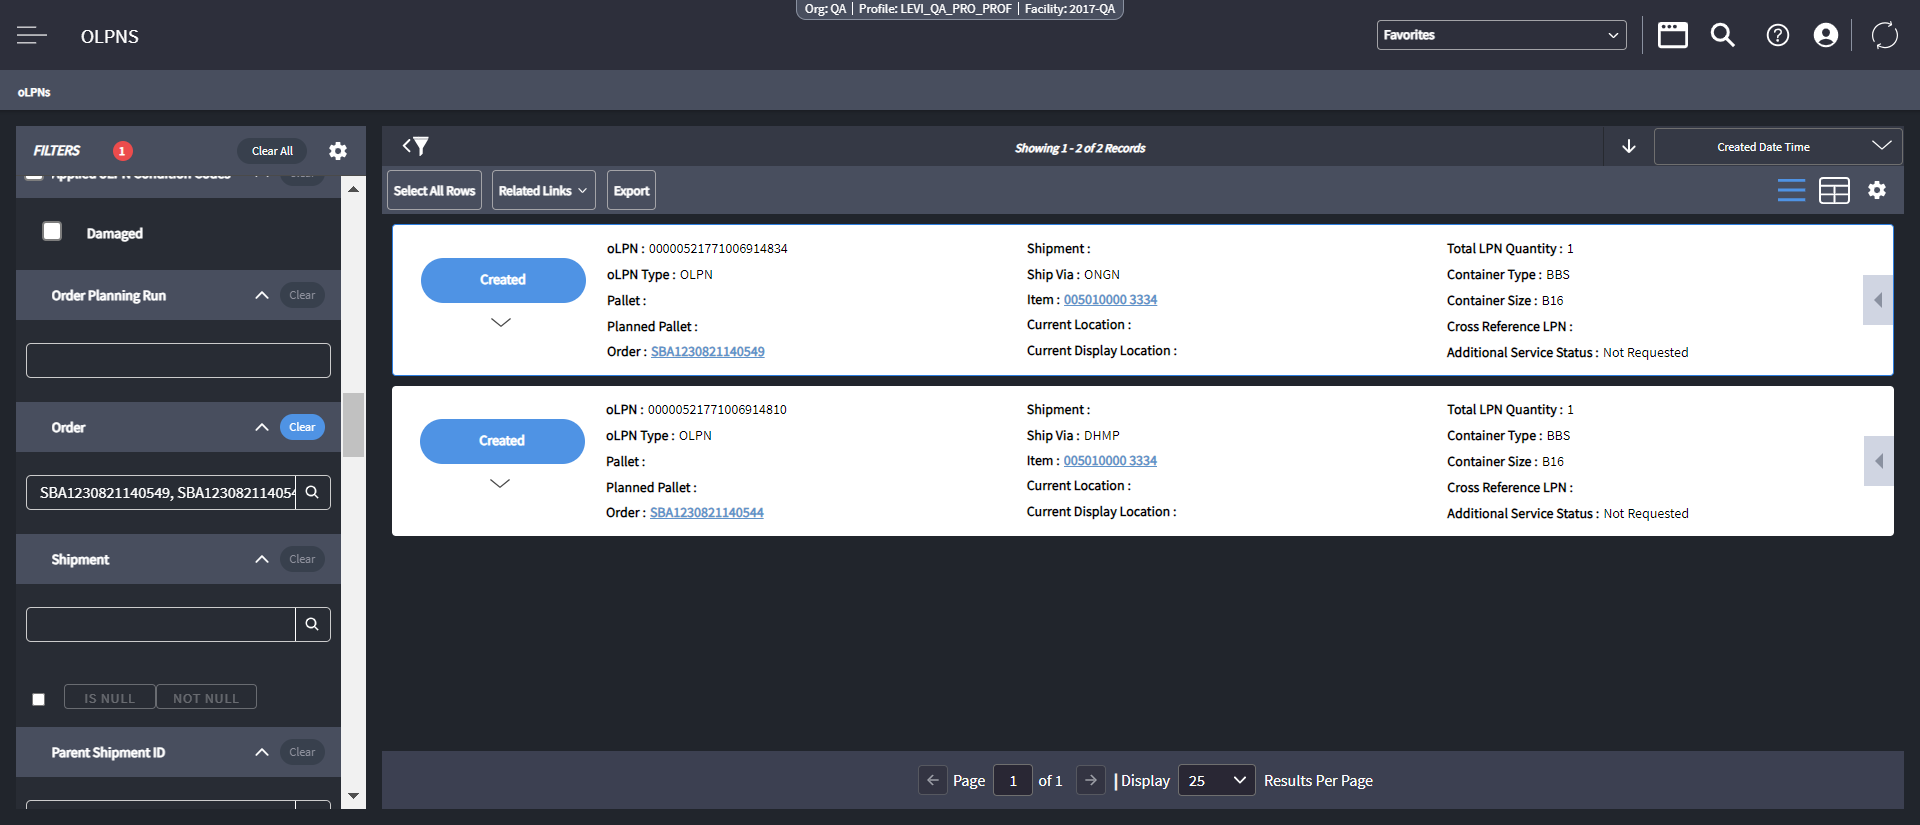 Org: QA | Profile: LEVI_QA_PRO_PROF | Facility: 2017-QA
OLPNS
Favorites
oLPNs
FILTERS
1
Clear All
Applied oLPN Condition Codes
Clear
Damaged
Order Planning Run
Clear
Order
Clear
SBA1230821140549, SBA123082114054
Shipment
Clear
IS NULL
NOT NULL
Parent Shipment ID
Clear
Showing 1 - 2 of 2 Records
Created Date Time
Select All Rows
Related Links
Export
Created
oLPN : 00000521771006914834
oLPN Type : OLPN
Pallet :
Planned Pallet :
Order : SBA1230821140549
Shipment :
Ship Via : ONGN
Item : 005010000 3334
Current Location :
Current Display Location :
Total LPN Quantity : 1
Container Type : BBS
Container Size : B16
Cross Reference LPN :
Additional Service Status : Not Requested
Created
oLPN : 00000521771006914810
oLPN Type : OLPN
Pallet :
Planned Pallet :
Order : SBA1230821140544
Shipment :
Ship Via : DHMP
Item : 005010000 3334
Current Location :
Current Display Location :
Total LPN Quantity : 1
Container Type : BBS
Container Size : B16
Cross Reference LPN :
Additional Service Status : Not Requested
Page 1 of 1 | Display 25 Results Per Page